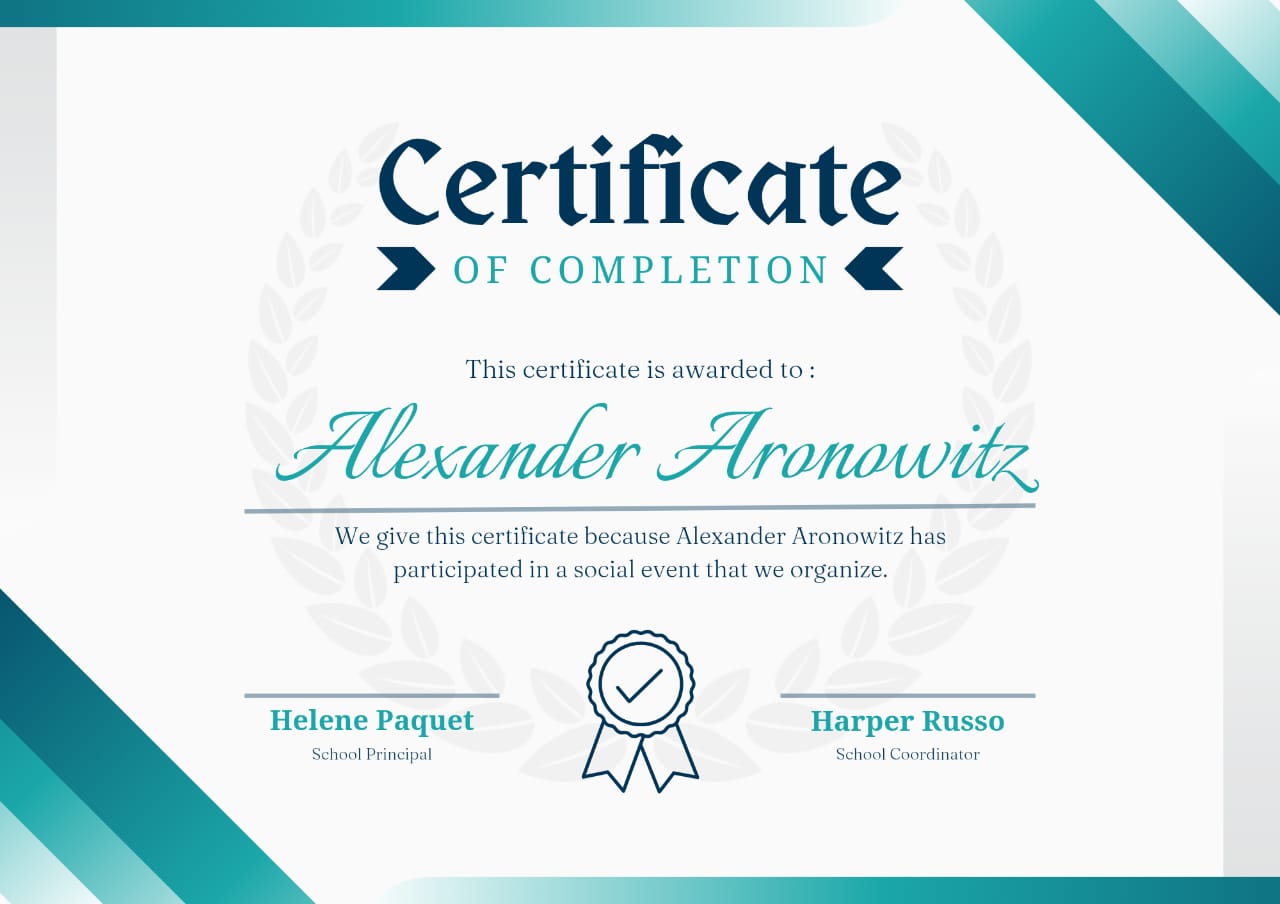 Certificate
OF COMPLETION
This certificate is awarded to :
Alexander Aronowitz
We give this certificate because Alexander Aronowitz has
participated in a social event that we organize.
Helene Paquet
School Principal
Harper Russo
School Coordinator